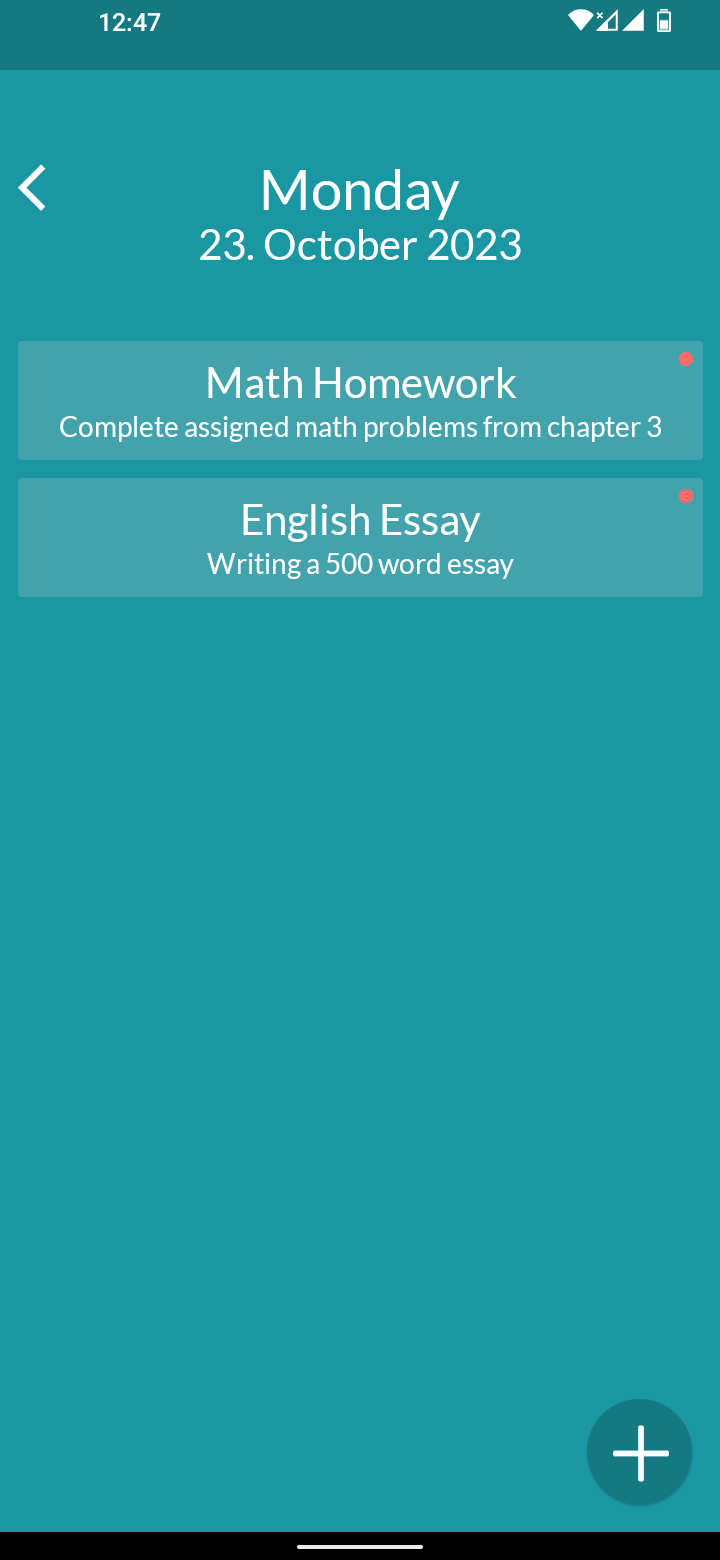 12:47
Monday
23. October 2023
Math Homework
Complete assigned math problems from chapter 3
English Essay
Writing a 500 word essay